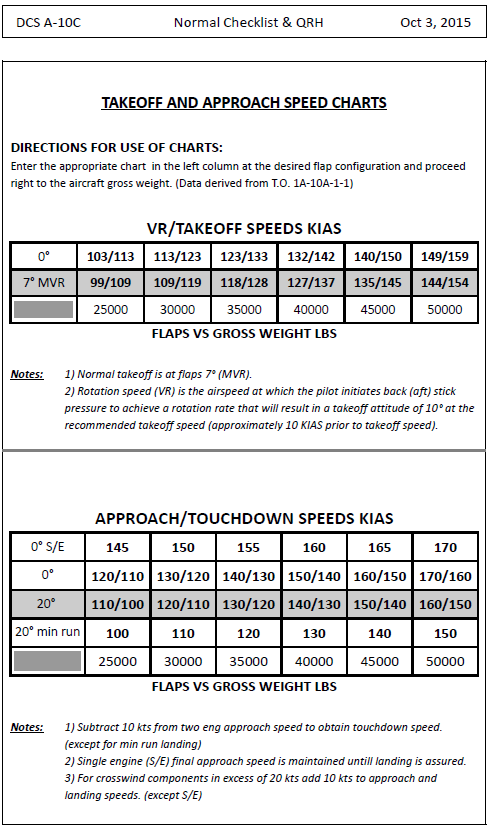 DCS A-10C Normal Checklist & QRH Oct 3, 2015
TAKEOFF AND APPROACH SPEED CHARTS
DIRECTIONS FOR USE OF CHARTS:
Enter the appropriate chart in the left column at the desired flap configuration and proceed
right to the aircraft gross weight. (Data derived from T.O. 1A-10A-1-1)
VR/TAKEOFF SPEEDS KIAS
0° 103/113 113/123 123/133 132/142 140/150 149/159
7° MVR 99/109 109/119 118/128 127/137 135/145 144/154
25000 30000 35000 40000 45000 50000
FLAPS VS GROSS WEIGHT LBS
Notes: 1) Normal takeoff is at flaps 7° (MVR).
2) Rotation speed (VR) is the airspeed at which the pilot initiates back (aft) stick
pressure to achieve a rotation rate that will result in a takeoff attitude of 10° at the
recommended takeoff speed (approximately 10 KIAS prior to takeoff speed).
APPROACH/TOUCHDOWN SPEEDS KIAS
0° S/E 145 150 155 160 165 170
0° 120/110 130/120 140/130 150/140 160/150 170/160
20° 110/100 120/110 130/120 140/130 150/140 160/150
20° min run 100 110 120 130 140 150
25000 30000 35000 40000 45000 50000
FLAPS VS GROSS WEIGHT LBS
Notes: 1) Subtract 10 kts from two eng approach speed to obtain touchdown speed.
(except for min run landing)
2) Single engine (S/E) final approach speed is maintained untill landing is assured.
3) For crosswind components in excess of 20 kts add 10 kts to approach and
landing speeds. (except S/E)